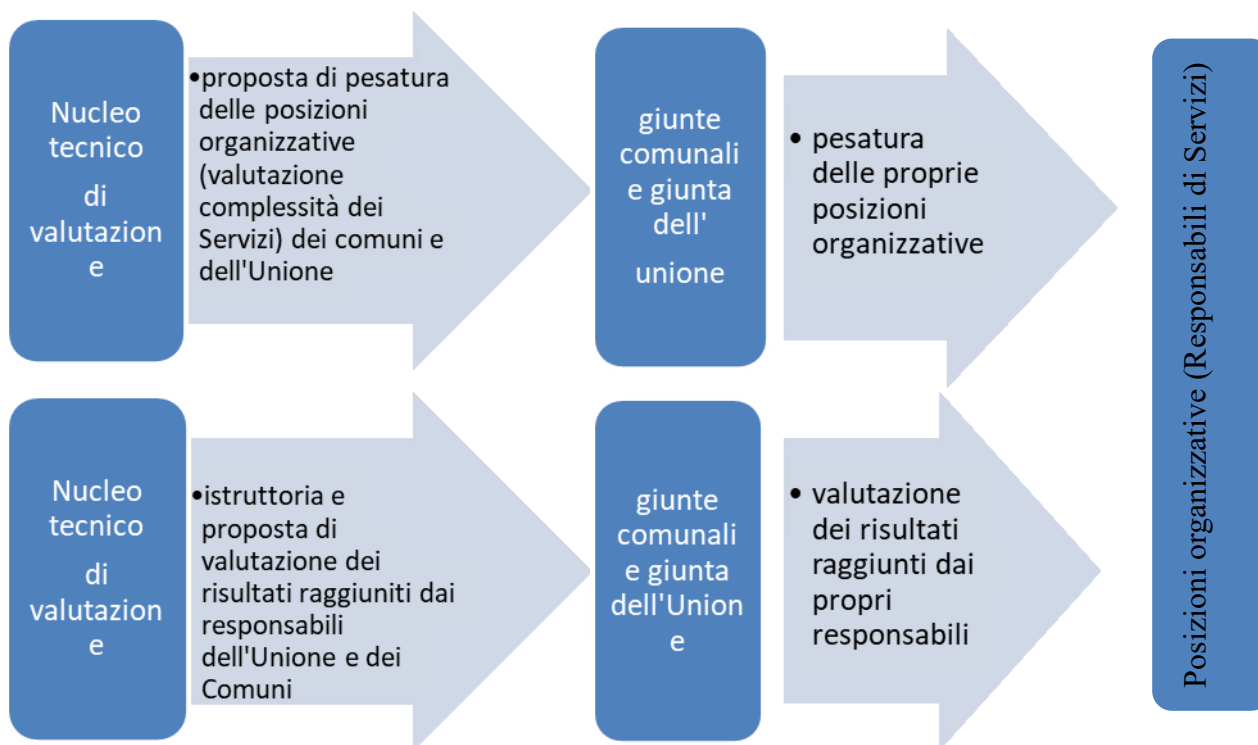 Nucleo
tecnico
di
valutazion
e
•proposta di pesatura
delle posizioni
organizzative
(valutazione
complessità dei
Servizi) dei comuni e
dell'Unione
giunte
comunali
e giunta
dell'
unione
• pesatura
delle proprie
posizioni
organizzative
Nucleo
tecnico
di
valutazion
e
•istruttoria e
proposta di
valutazione dei
risultati raggiuniti dai
responsabili
dell'Unione e dei
Comuni
giunte
comunali
e giunta
dell'Union
e
• valutazione
dei risultati
raggiunti dai
propri
responsabili
Posizioni organizzative (Responsabili di Servizi)